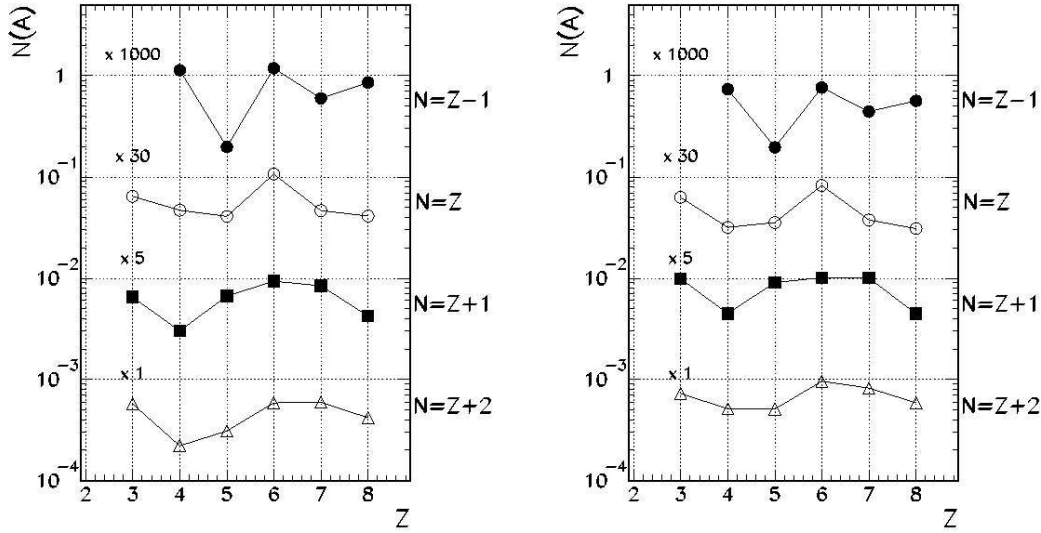 N(A)
x 1000
1
N=Z−1
x 30
10⁻¹
N=Z
x 5
10⁻²
N=Z+1
x 1
10⁻³
N=Z+2
10⁻⁴
2 3 4 5 6 7 8
Z
N(A)
x 1000
1
N=Z−1
x 30
10⁻¹
N=Z
x 5
10⁻²
N=Z+1
x 1
10⁻³
N=Z+2
10⁻⁴
2 3 4 5 6 7 8
Z